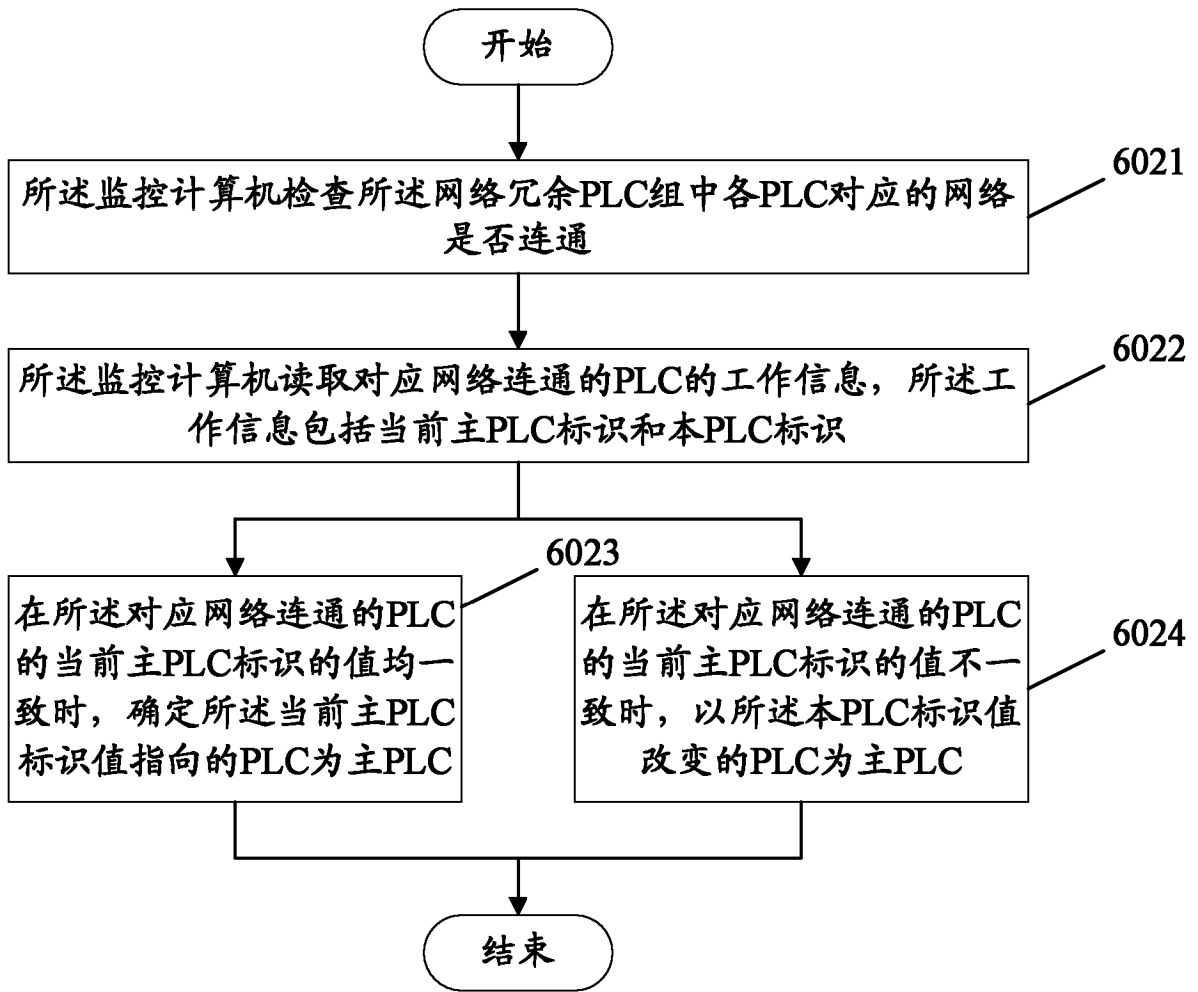 开始
6021
所述监控计算机检查所述网络冗余PLC组中各PLC对应的网络
是否连通
6022
所述监控计算机读取对应网络连通的PLC的工作信息，所述工
作信息包括当前主PLC标识和本PLC标识
6023
在所述对应网络连通的PLC
的当前主PLC标识的值均一
致时，确定所述当前主PLC
标识值指向的PLC为主PLC
6024
在所述对应网络连通的PLC
的当前主PLC标识的值不一
致时，以所述本PLC标识值
改变的PLC为主PLC
结束